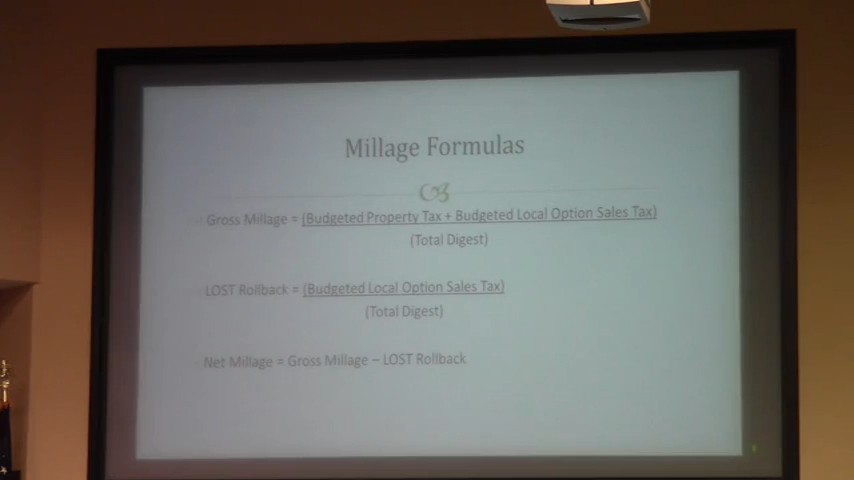 Millage Formulas
Gross Millage = (Budgeted Property Tax + Budgeted Local Option Sales Tax)
(Total Digest)
LOST Rollback = (Budgeted Local Option Sales Tax)
(Total Digest)
Net Millage = Gross Millage – LOST Rollback